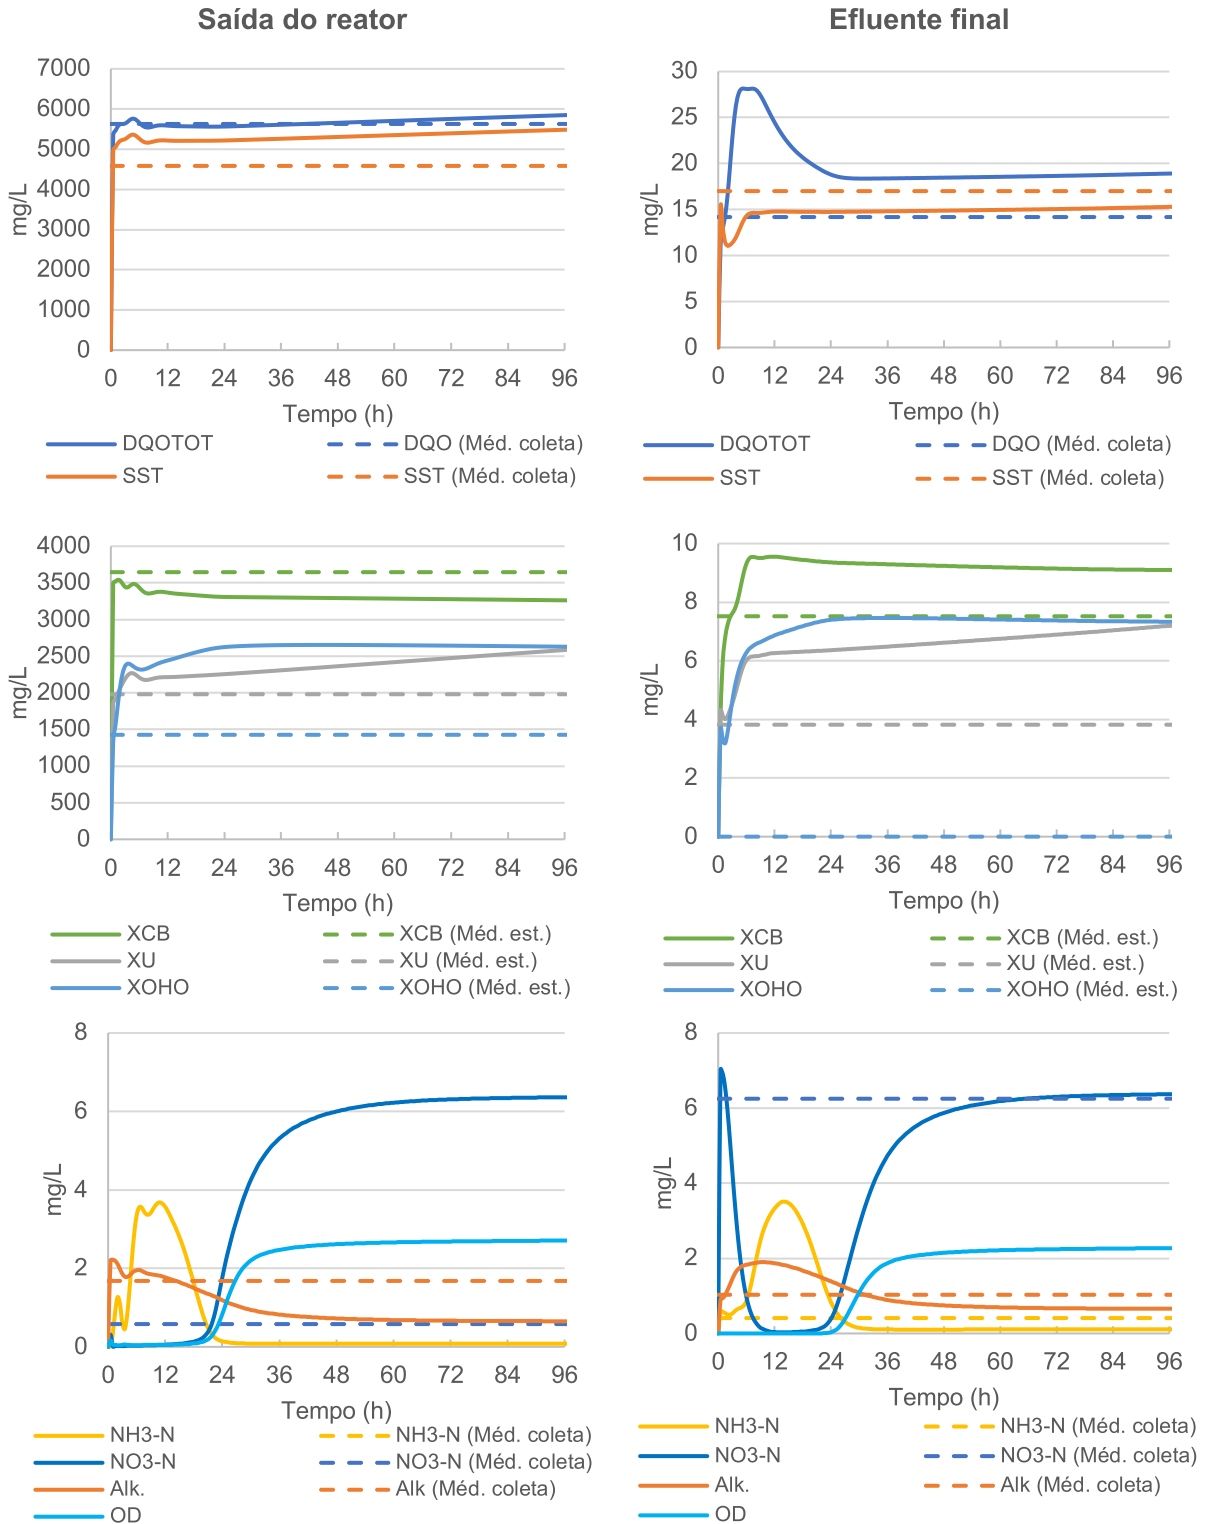 Saída do reator
Efluente final
7000
6000
5000
4000
3000
2000
1000
0
mg/L
0 12 24 36 48 60 72 84 96
Tempo (h)
DQOTOT DQO (Méd. coleta)
SST SST (Méd. coleta)
30
25
20
15
10
5
0
mg/L
0 12 24 36 48 60 72 84 96
Tempo (h)
DQOTOT DQO (Méd. coleta)
SST SST (Méd. coleta)
4000
3500
3000
2500
2000
1500
1000
500
0
mg/L
0 12 24 36 48 60 72 84 96
Tempo (h)
XCB XCB (Méd. est.)
XU XU (Méd. est.)
XOHO XOHO (Méd. est.)
10
8
6
4
2
0
mg/L
0 12 24 36 48 60 72 84 96
Tempo (h)
XCB XCB (Méd. est.)
XU XU (Méd. est.)
XOHO XOHO (Méd. est.)
8
6
4
2
0
mg/L
0 12 24 36 48 60 72 84 96
Tempo (h)
NH3-N NH3-N (Méd. coleta)
NO3-N NO3-N (Méd. coleta)
Alk. Alk (Méd. coleta)
OD
8
6
4
2
0
mg/L
0 12 24 36 48 60 72 84 96
Tempo (h)
NH3-N NH3-N (Méd. coleta)
NO3-N NO3-N (Méd. coleta)
Alk. Alk (Méd. coleta)
OD